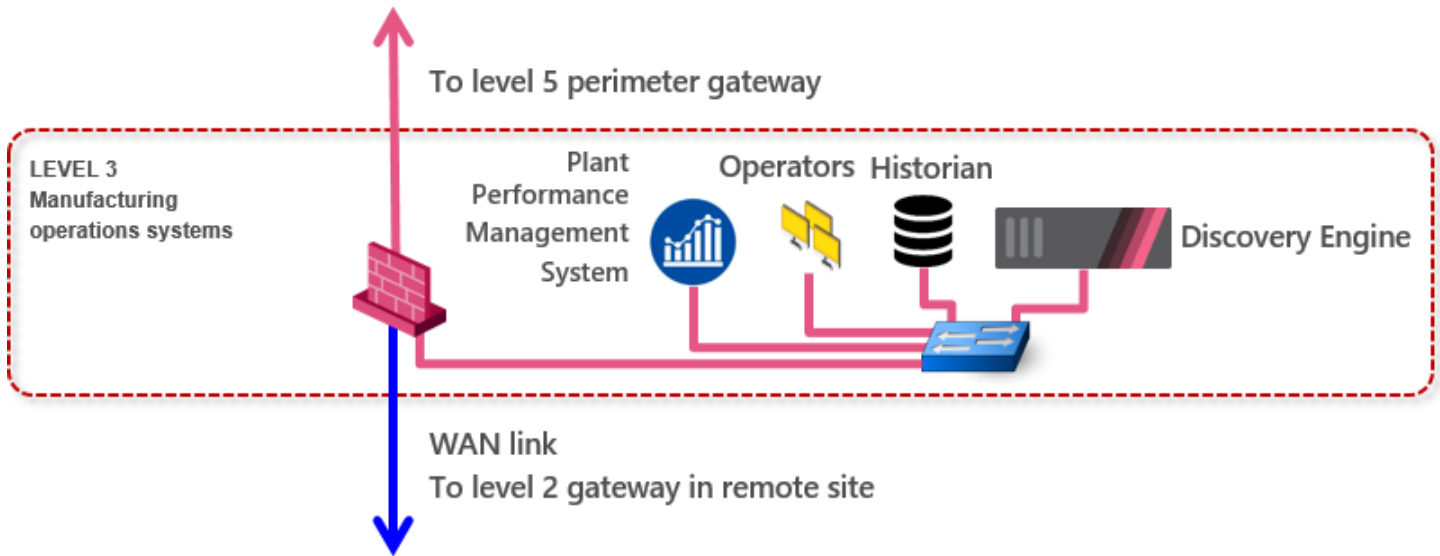 To level 5 perimeter gateway
LEVEL 3
Manufacturing
operations systems
Plant
Performance
Management
System
Operators
Historian
Discovery Engine
WAN link
To level 2 gateway in remote site